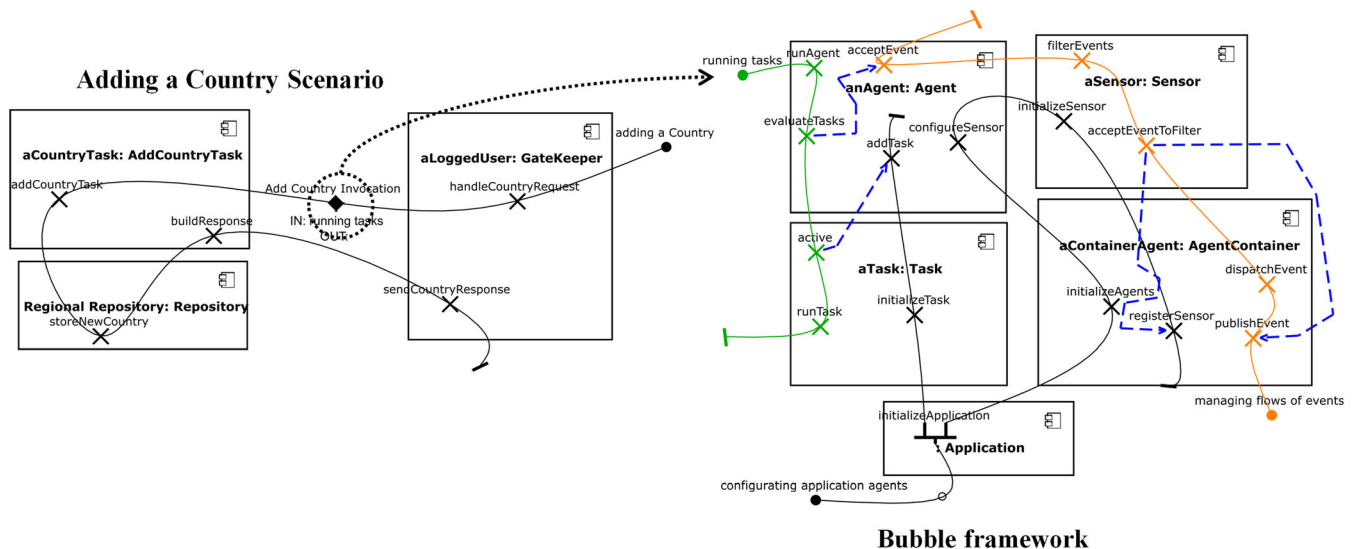 Adding a Country Scenario
aCountryTask: AddCountryTask
addCountryTask
buildResponse
Regional Repository: Repository
storeNewCountry
Add Country Invocation
IN: running tasks
OUT:
aLoggedUser: GateKeeper
handleCountryRequest
sendCountryResponse
adding a Country
running tasks
runAgent
acceptEvent
anAgent: Agent
evaluateTasks
addTask
configureSensor
filterEvents
aSensor: Sensor
initializeSensor
acceptEventToFilter
active
aTask: Task
initializeTask
runTask
aContainerAgent: AgentContainer
dispatchEvent
initializeAgents
registerSensor
publishEvent
managing flows of events
initializeApplication
: Application
configurating application agents
Bubble framework